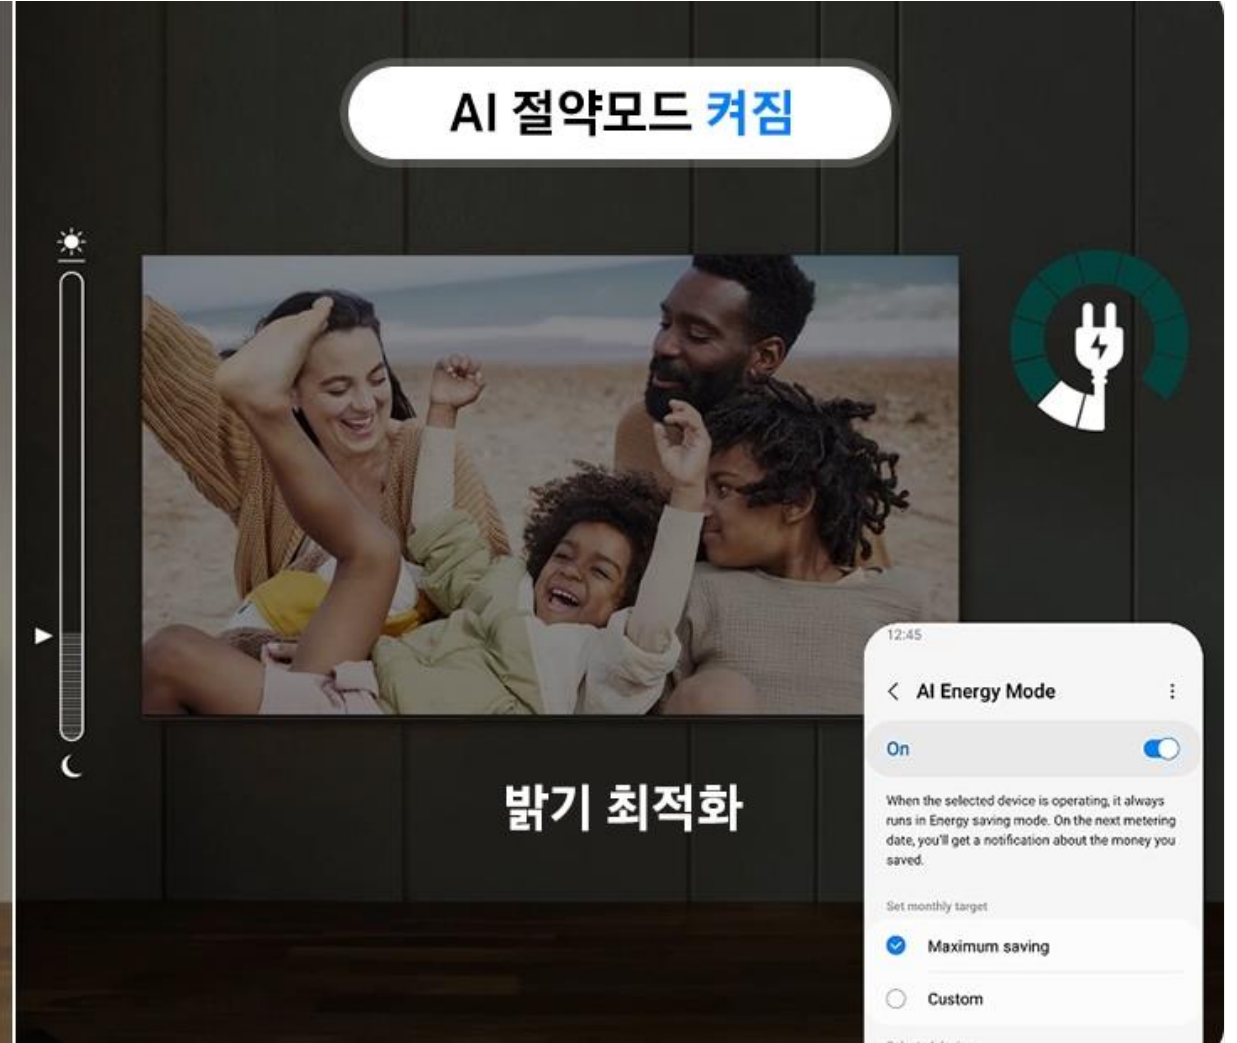 AI 절약모드 켜짐
밝기 최적화
12:45
AI Energy Mode
On
When the selected device is operating, it always
runs in Energy saving mode. On the next metering
date, you'll get a notification about the money you
saved.
Set monthly target
Maximum saving
Custom